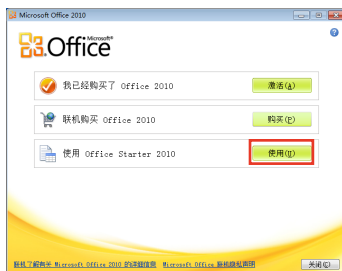 Microsoft Office 2010
Microsoft®
Office
我已经购买了 Office 2010
激活(A)
联机购买 Office 2010
购买(P)
使用 Office Starter 2010
使用(U)
联机了解有关 Microsoft Office 2010 的详细信息 Microsoft Office 联机隐私声明
关闭(C)